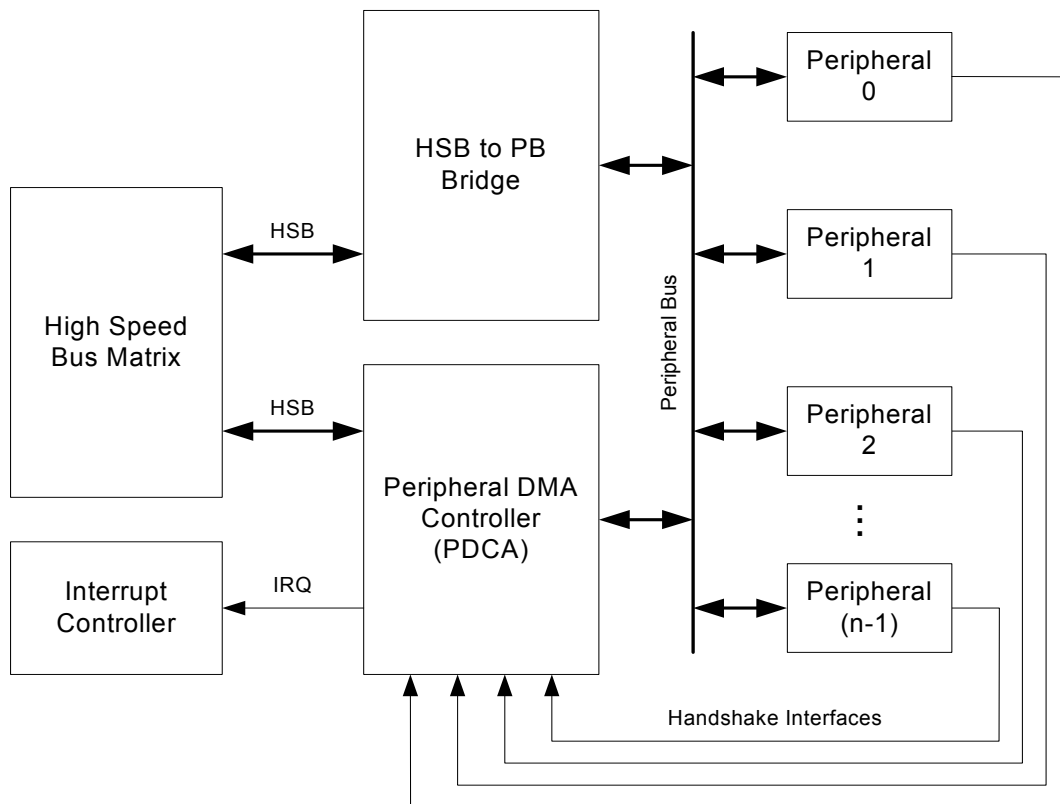 HSB to PB
Bridge
Peripheral
0
HSB
Peripheral
1
High Speed
Bus Matrix
Peripheral Bus
HSB
Peripheral
2
Peripheral DMA
Controller
(PDCA)
Interrupt
Controller
IRQ
Peripheral
(n-1)
Handshake Interfaces